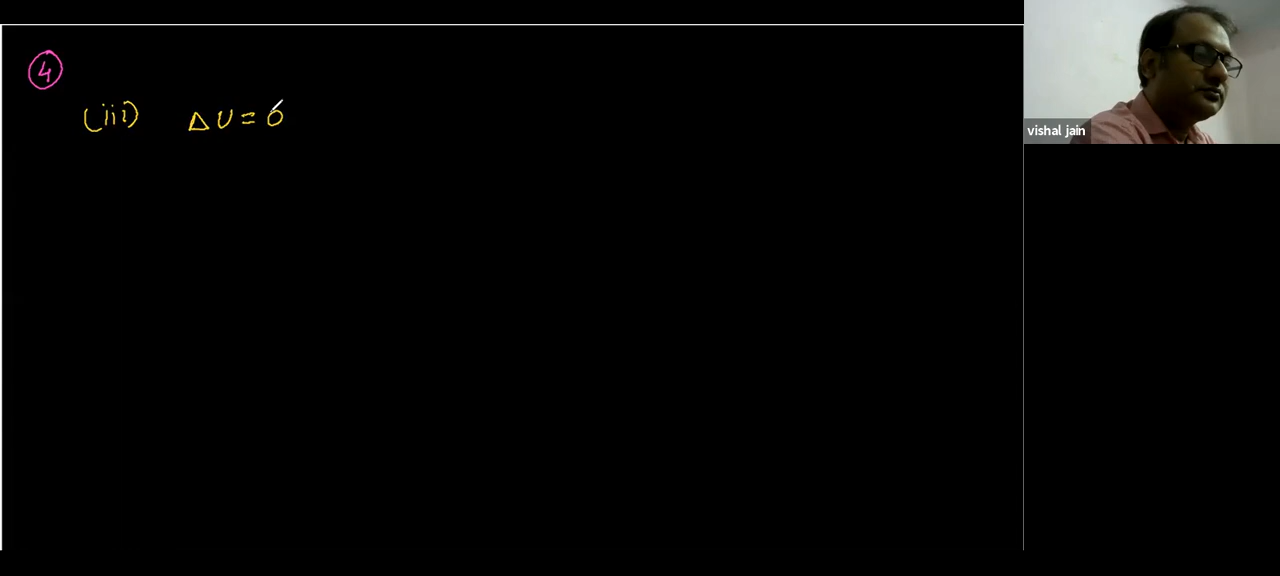 4
(iii) ΔU = 0
vishal jain